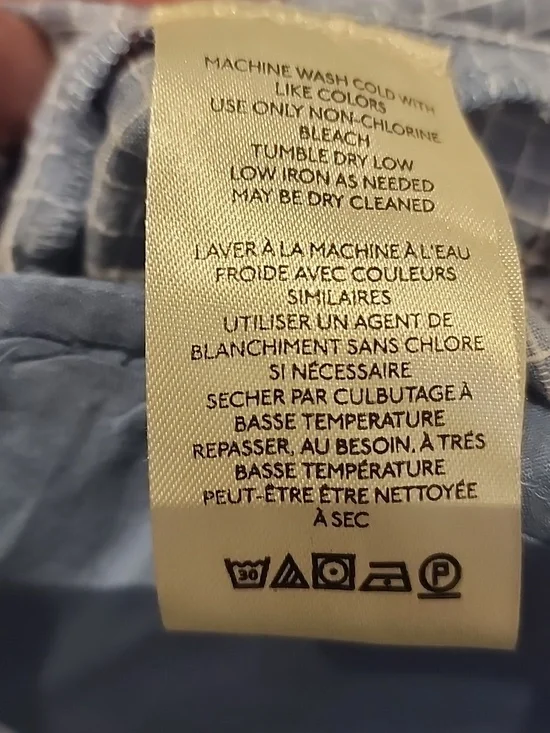 MACHINE WASH COLD WITH
LIKE COLORS
USE ONLY NON-CHLORINE
BLEACH
TUMBLE DRY LOW
LOW IRON AS NEEDED
MAY BE DRY CLEANED
LAVER À LA MACHINE À L'EAU
FROIDE AVEC COULEURS
SIMILAIRES
UTILISER UN AGENT DE
BLANCHIMENT SANS CHLORE
SI NÉCESSAIRE
SECHER PAR CULBUTAGE À
BASSE TEMPERATURE
REPASSER, AU BESOIN, À TRÉS
BASSE TEMPÉRATURE
PEUT-ÊTRE ÊTRE NETTOYÉE
À SEC
30 P